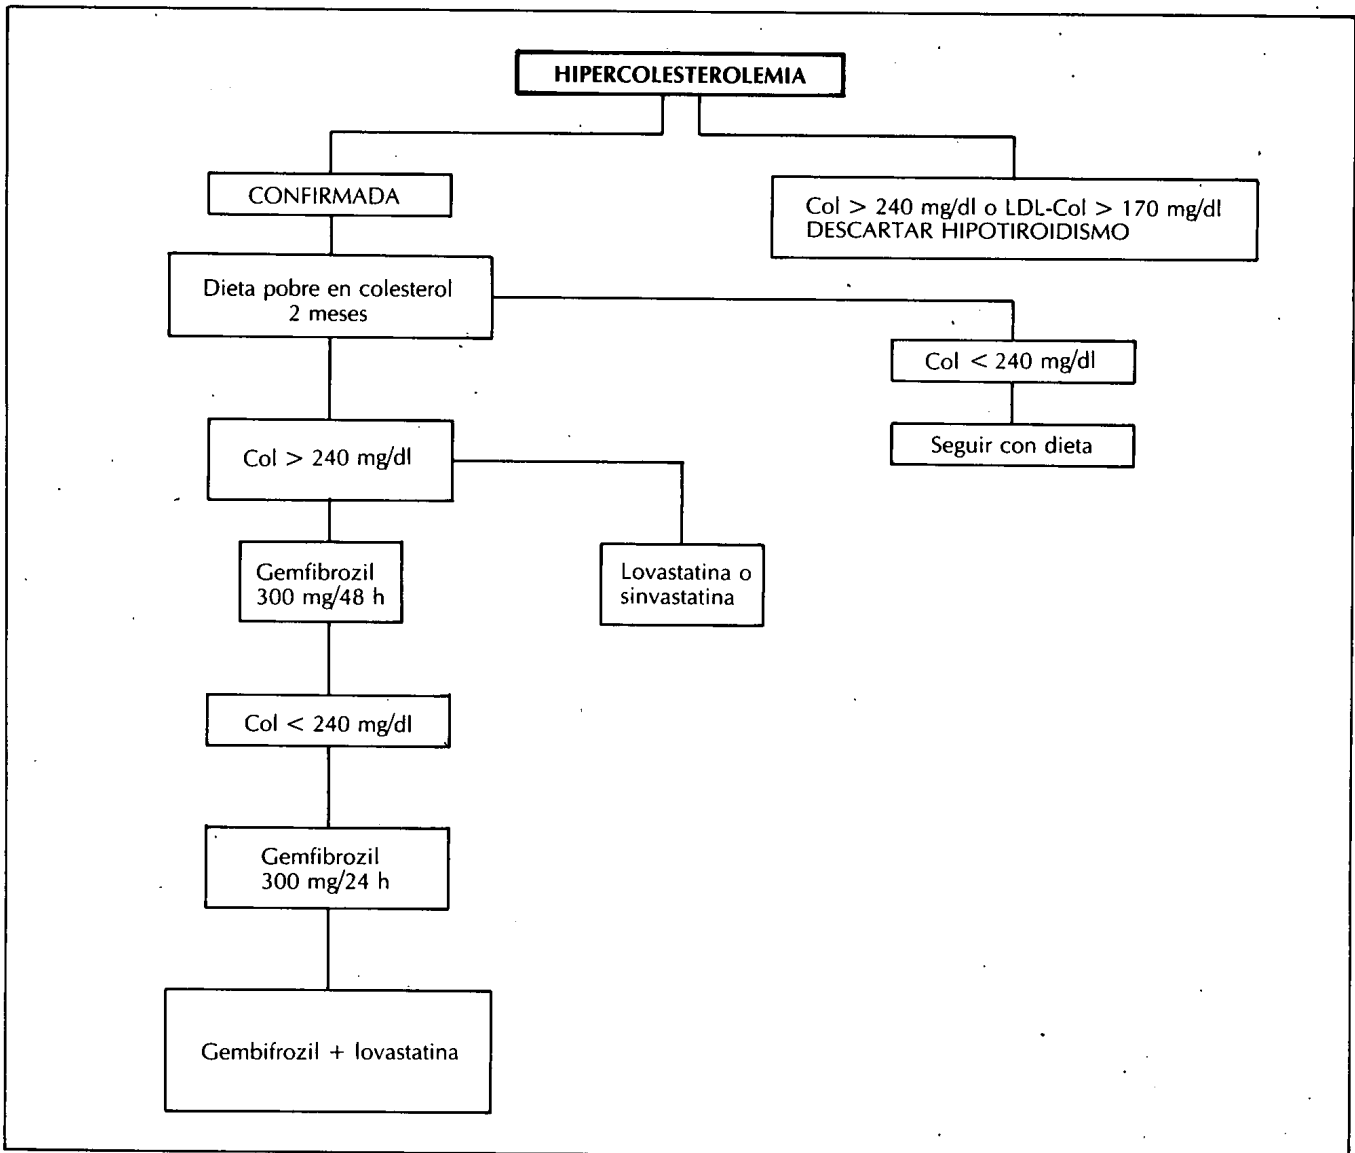 HIPERCOLESTEROLEMIA
CONFIRMADA
Col > 240 mg/dl o LDL-Col > 170 mg/dl
DESCARTAR HIPOTIROIDISMO
Dieta pobre en colesterol
2 meses
Col < 240 mg/dl
Seguir con dieta
Col > 240 mg/dl
Gemfibrozil
300 mg/48 h
Lovastatina o
sinvastatina
Col < 240 mg/dl
Gemfibrozil
300 mg/24 h
Gembifrozil + lovastatina